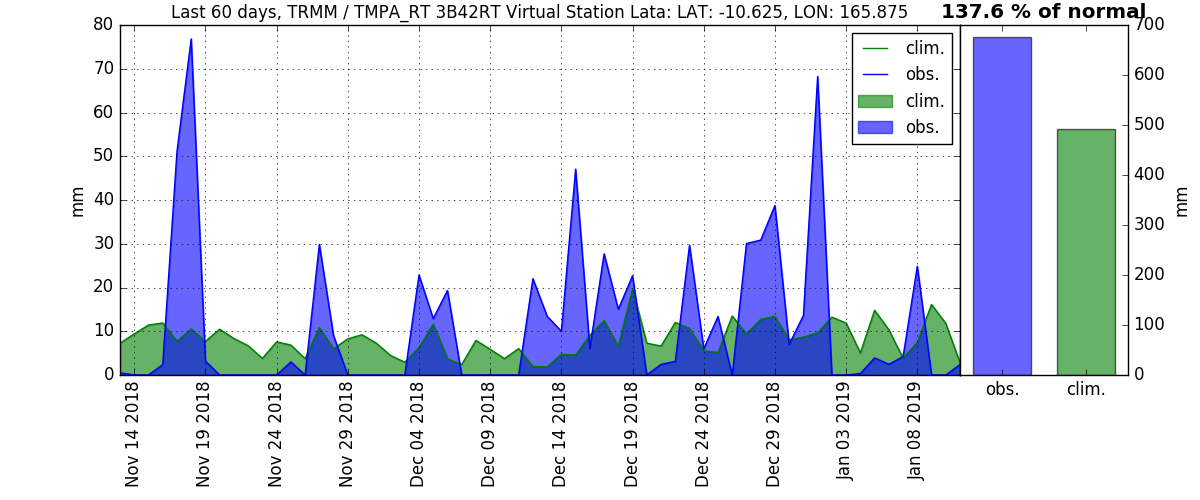 Last 60 days, TRMM / TMPA_RT 3B42RT Virtual Station Lata: LAT: -10.625, LON: 165.875
137.6 % of normal
80
70
60
50
40
30
20
10
0
mm
clim.
obs.
clim.
obs.
Nov 14 2018
Nov 19 2018
Nov 24 2018
Nov 29 2018
Dec 04 2018
Dec 09 2018
Dec 14 2018
Dec 19 2018
Dec 24 2018
Dec 29 2018
Jan 03 2019
Jan 08 2019
700
600
500
400
300
200
100
0
mm
obs.
clim.